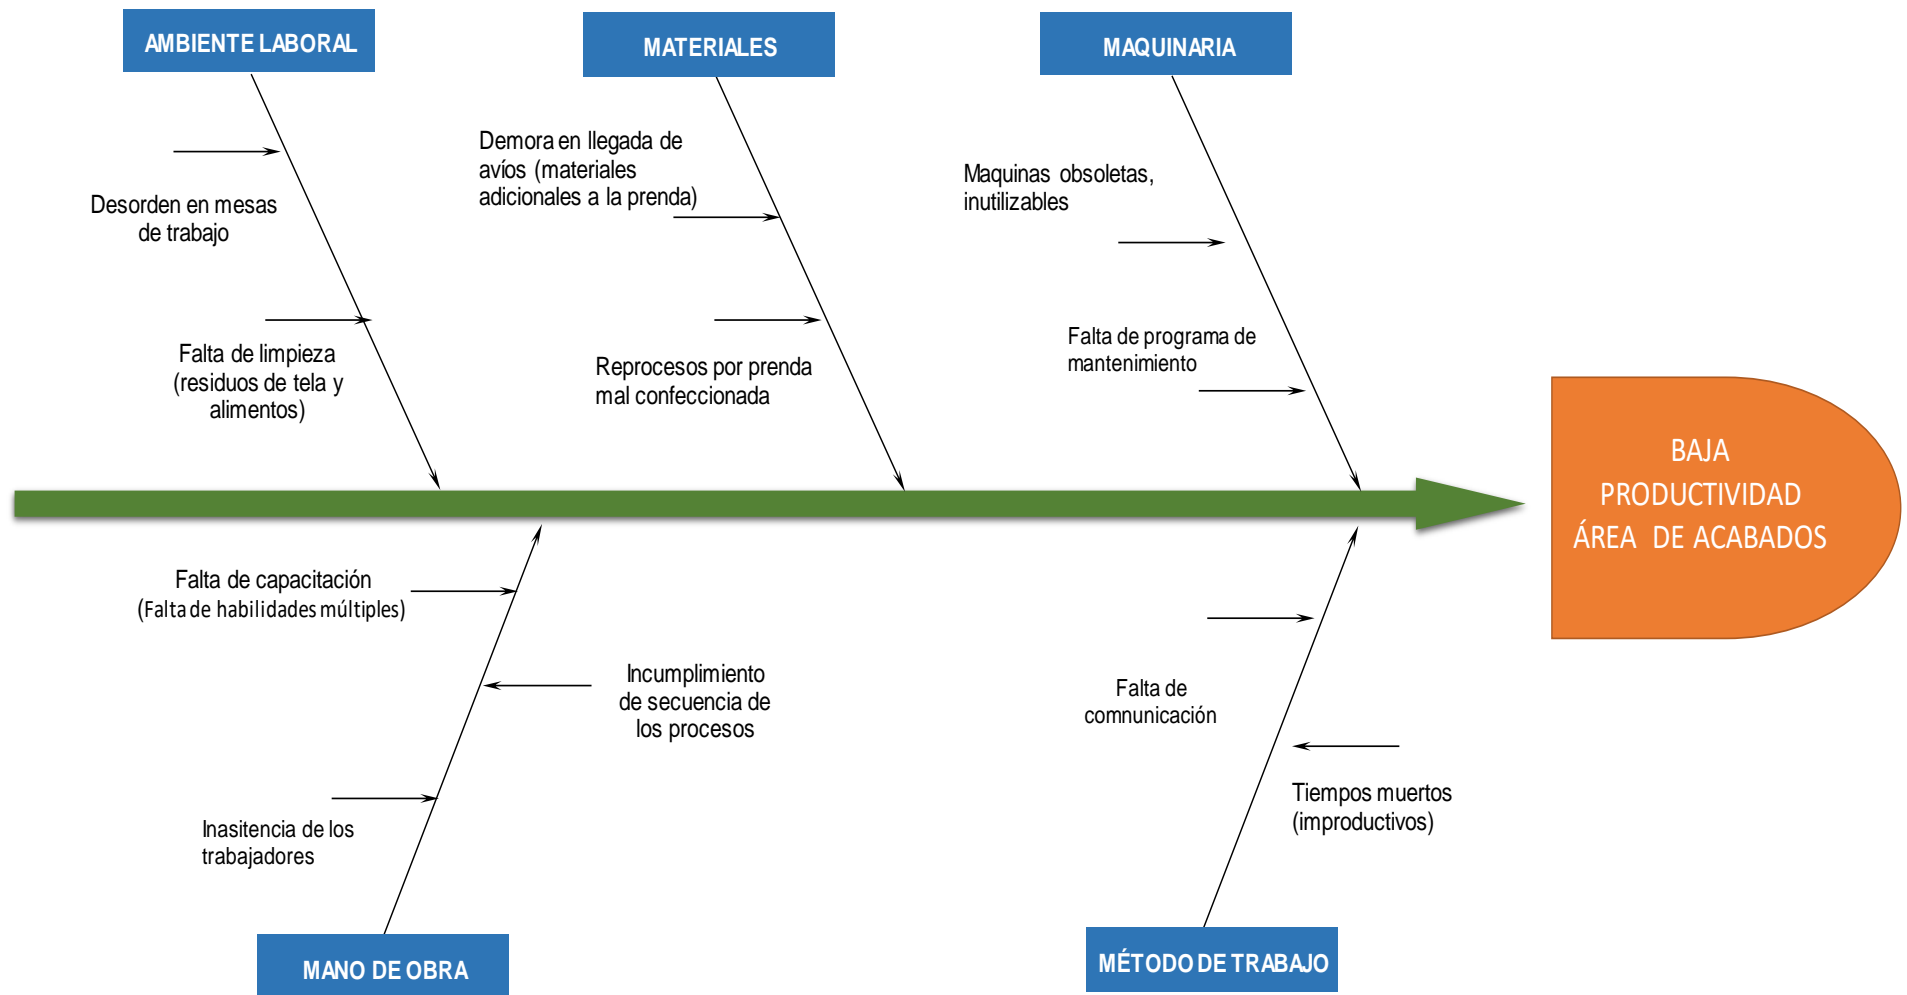 AMBIENTE LABORAL
MATERIALES
MAQUINARIA
Desorden en mesas
de trabajo
Falta de limpieza
(residuos de tela y
alimentos)
Demora en llegada de
avíos (materiales
adicionales a la prenda)
Reprocesos por prenda
mal confeccionada
Maquinas obsoletas,
inutilizables
Falta de programa de
mantenimiento
BAJA
PRODUCTIVIDAD
ÁREA DE ACABADOS
Falta de capacitación
(Falta de habilidades múltiples)
Incumplimiento
de secuencia de
los procesos
Inasitencia de los
trabajadores
Falta de
comnunicación
Tiempos muertos
(improductivos)
MANO DE OBRA
MÉTODO DE TRABAJO